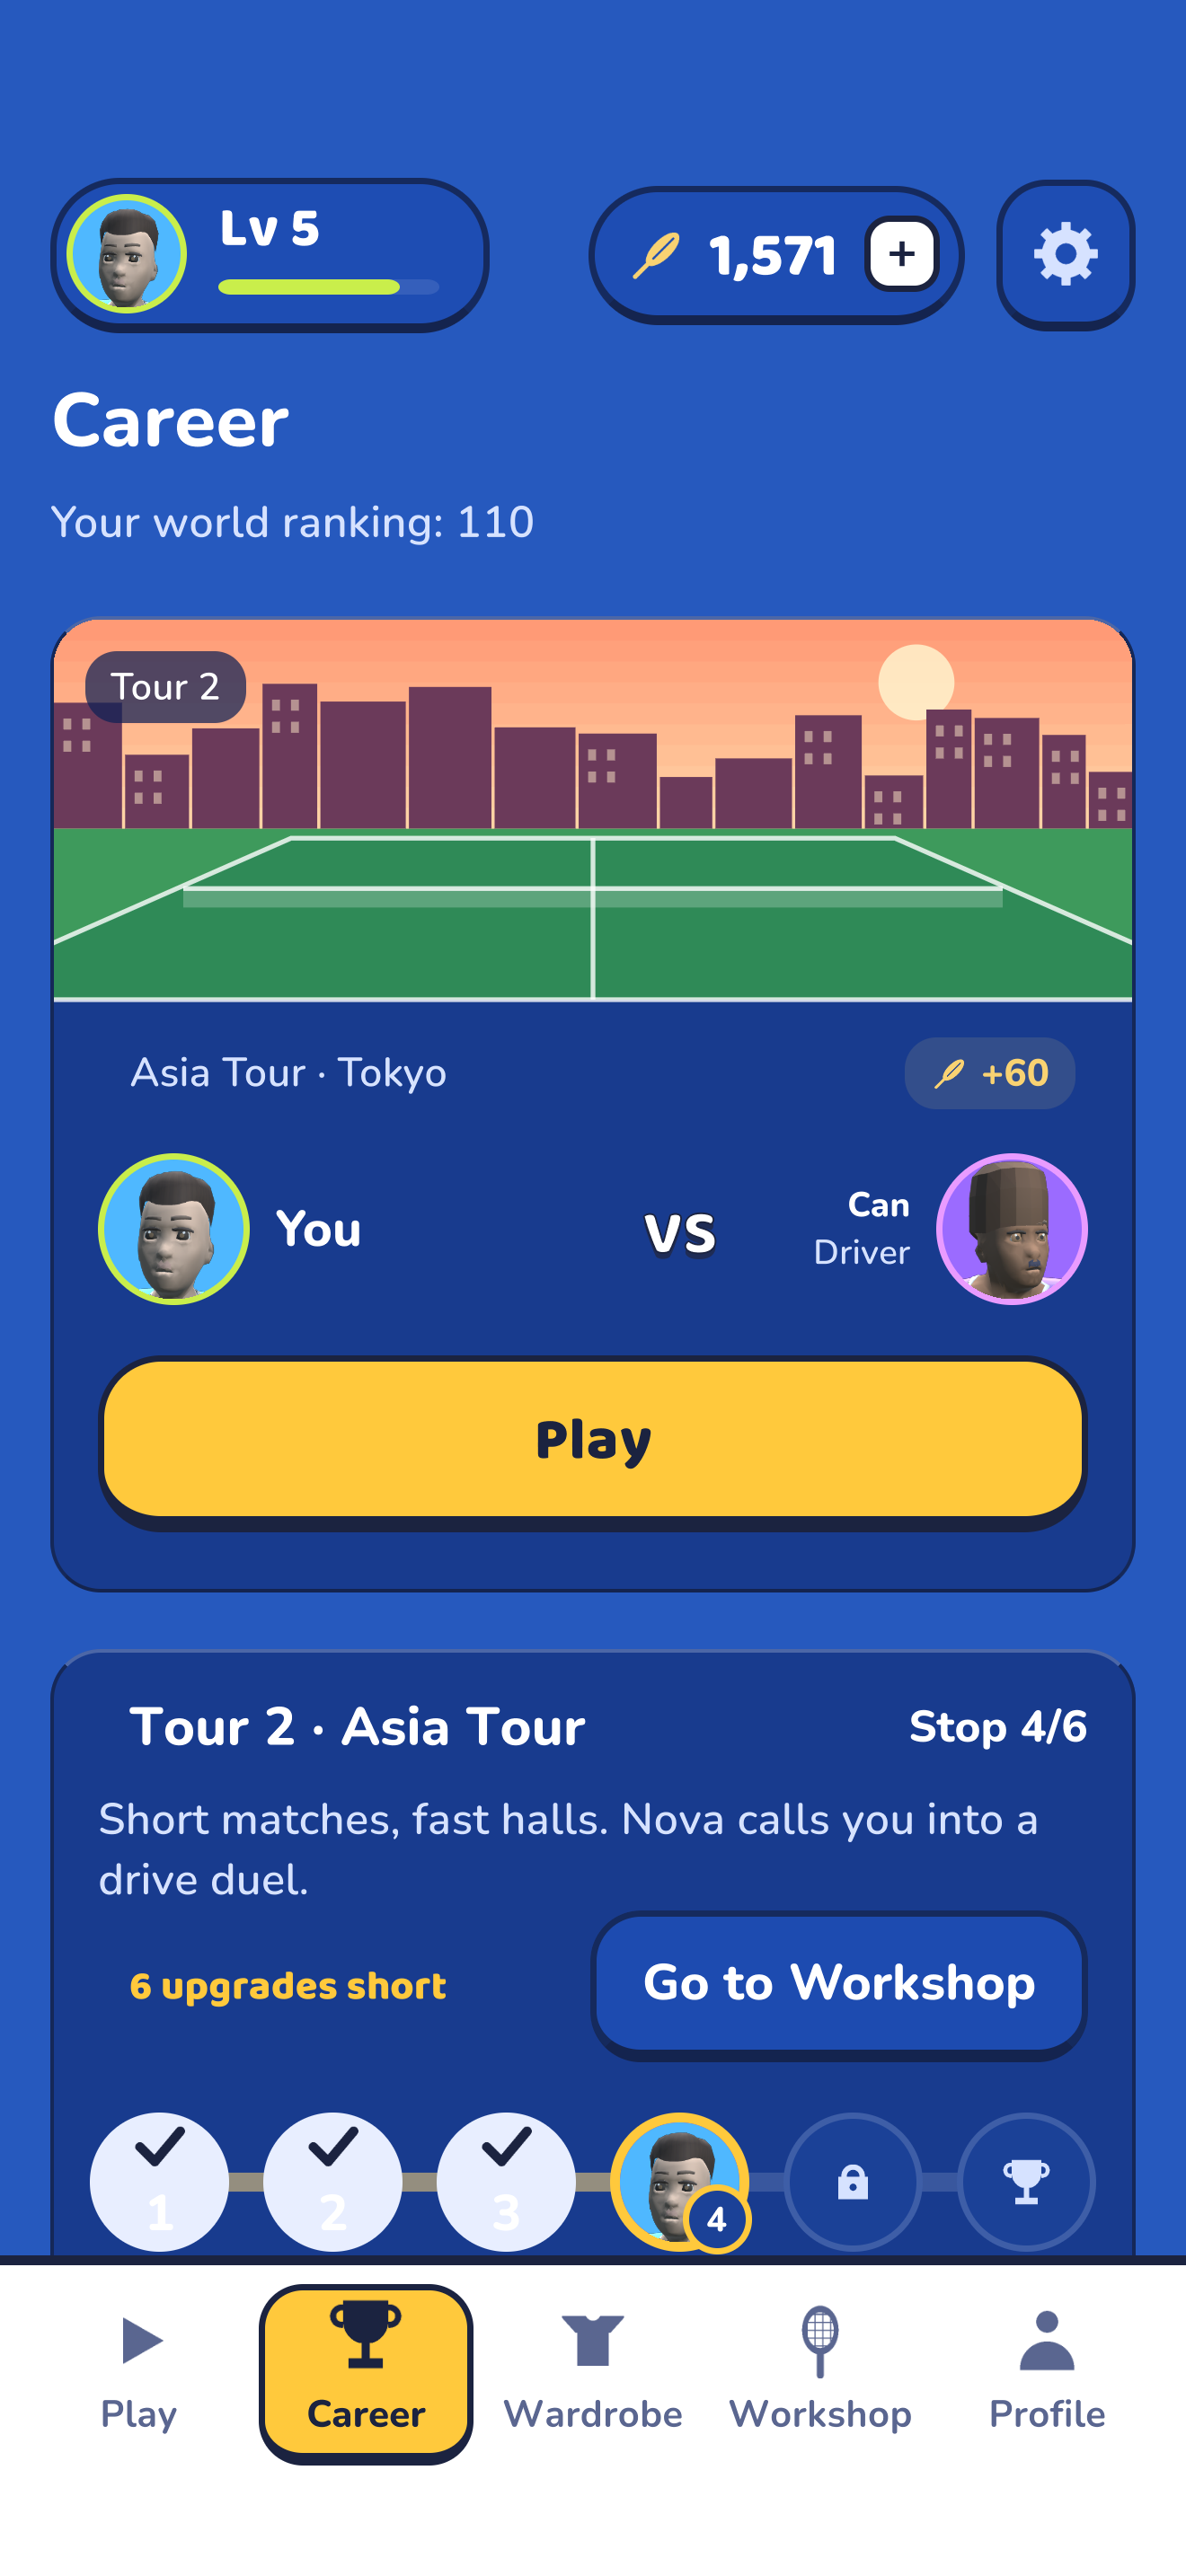 Lv 5
1,571
+
Career
Your world ranking: 110
Tour 2
Asia Tour · Tokyo
+60
You
VS
Can
Driver
Play
Tour 2 · Asia Tour
Stop 4/6
Short matches, fast halls. Nova calls you into a
drive duel.
6 upgrades short
Go to Workshop
1
2
3
4
Play
Career
Wardrobe
Workshop
Profile